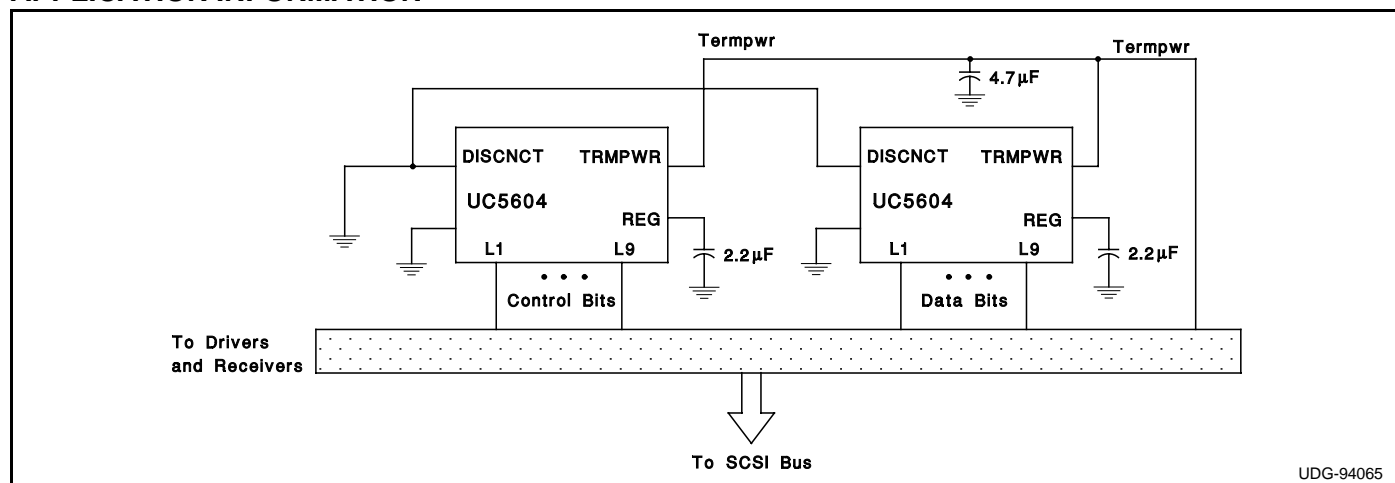 Termpwr
Termpwr
4.7µF
DISCNCT TRMPWR
UC5604
REG
L1 L9
2.2µF
• • •
Control Bits
DISCNCT TRMPWR
UC5604
REG
L1 L9
2.2µF
• • •
Data Bits
To Drivers
and Receivers
To SCSI Bus
UDG-94065